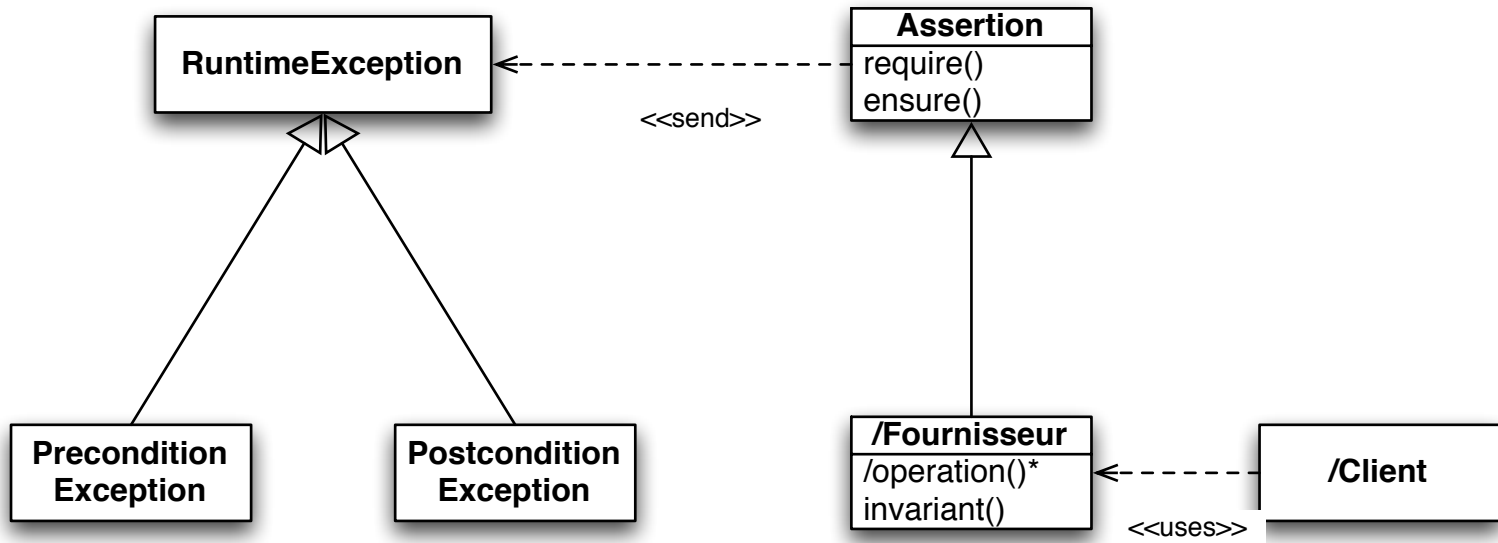 RuntimeException
Assertion
require()
ensure()
<<send>>
Precondition
Exception
Postcondition
Exception
/Fournisseur
/operation()*
invariant()
/Client
<<uses>>